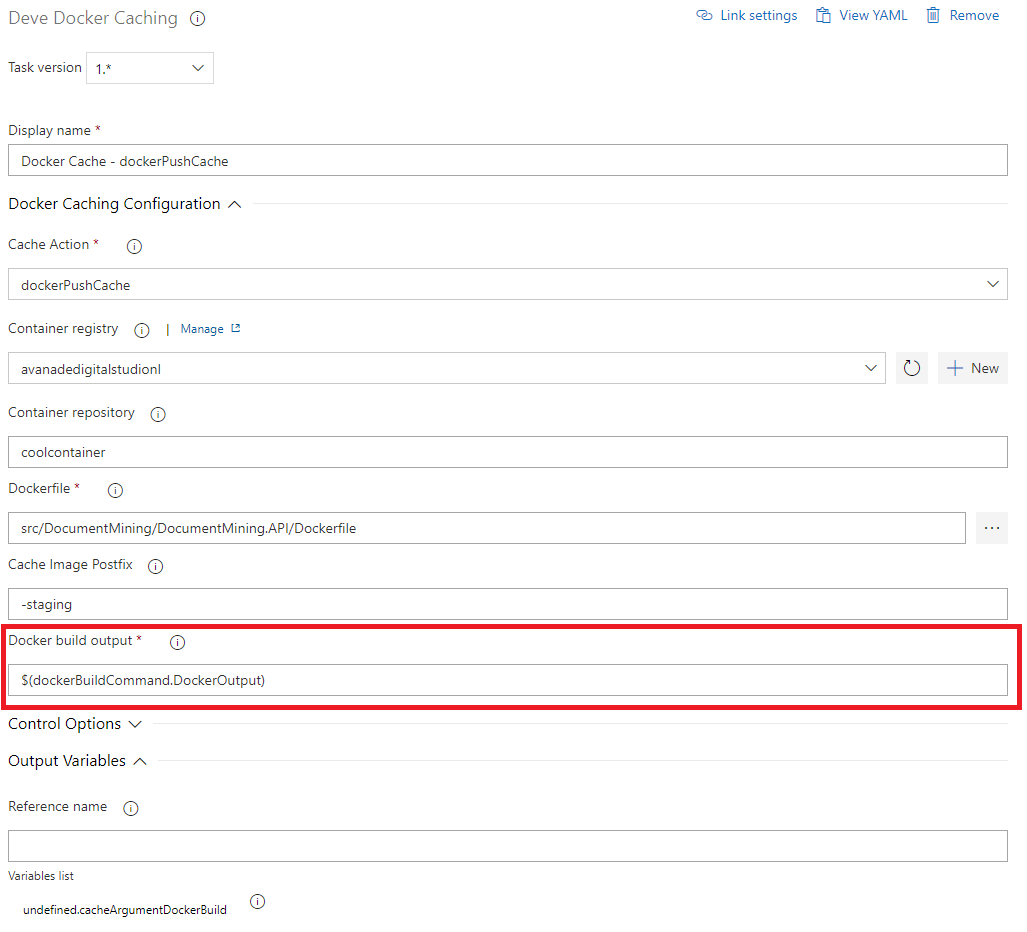 Deve Docker Caching
Link settings View YAML Remove
Task version 1.*
Display name *
Docker Cache - dockerPushCache
Docker Caching Configuration
Cache Action *
dockerPushCache
Container registry | Manage
avanadedigitalstudionl New
Container repository
coolcontainer
Dockerfile *
src/DocumentMining/DocumentMining.API/Dockerfile ...
Cache Image Postfix
-staging
Docker build output *
$(dockerBuildCommand.DockerOutput)
Control Options
Output Variables
Reference name
Variables list
undefined.cacheArgumentDockerBuild